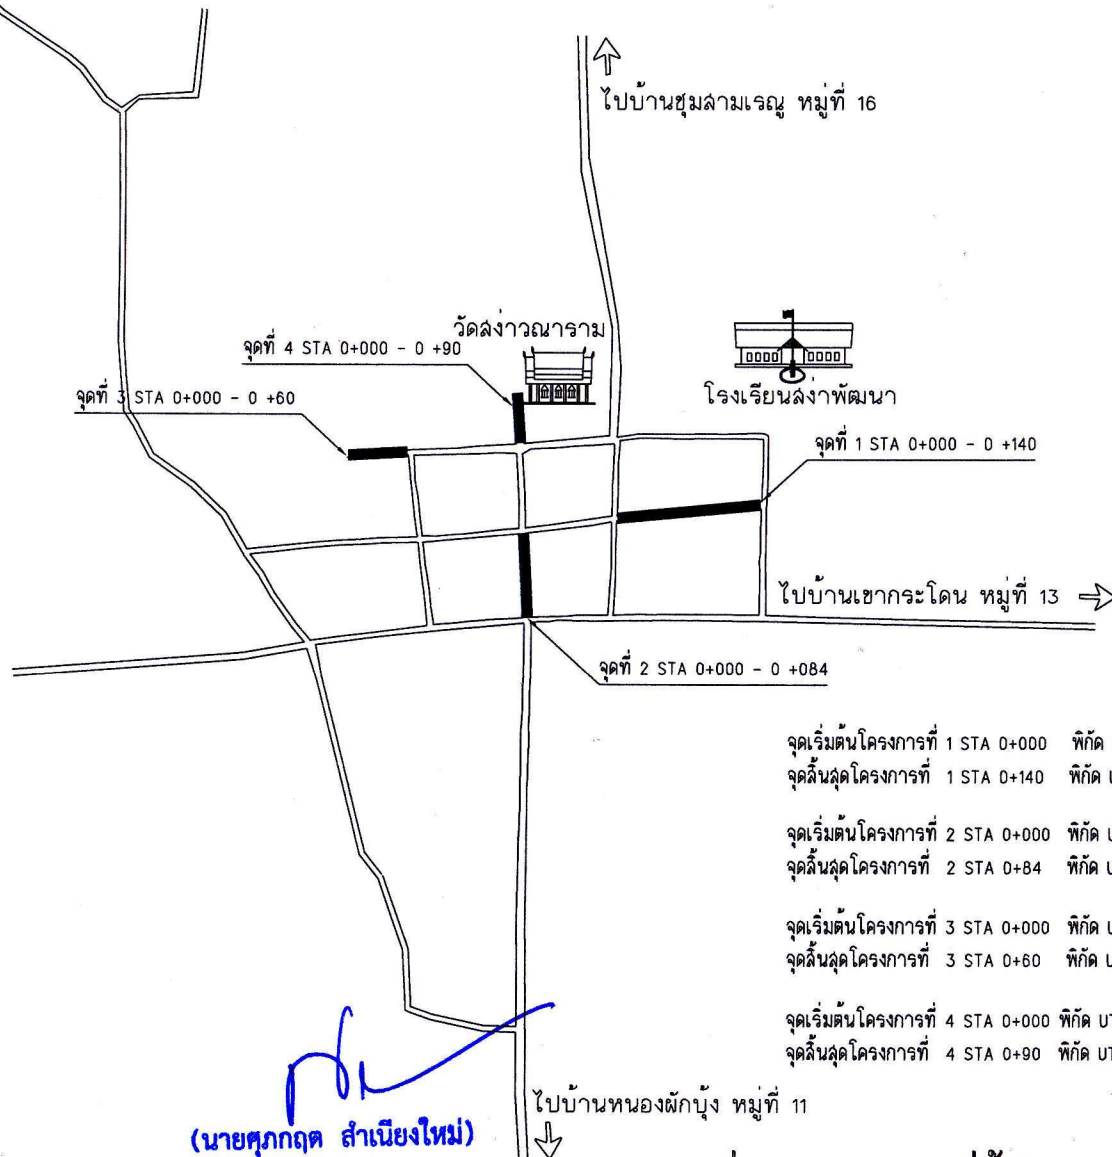 ไปบ้านชุมสามเรณู หมู่ที่ 16
วัดสง่าวณาราม
จุดที่ 4 STA 0+000 - 0 +90
จุดที่ 3 STA 0+000 - 0 +60
โรงเรียนสง่าพัฒนา
จุดที่ 1 STA 0+000 - 0 +140
ไปบ้านเขากระโดน หมู่ที่ 13
จุดที่ 2 STA 0+000 - 0 +084
จุดเริ่มต้นโครงการที่ 1 STA 0+000 พิกัด
จุดสิ้นสุดโครงการที่ 1 STA 0+140 พิกัด
จุดเริ่มต้นโครงการที่ 2 STA 0+000 พิกัด
จุดสิ้นสุดโครงการที่ 2 STA 0+84 พิกัด
จุดเริ่มต้นโครงการที่ 3 STA 0+000 พิกัด
จุดสิ้นสุดโครงการที่ 3 STA 0+60 พิกัด
จุดเริ่มต้นโครงการที่ 4 STA 0+000 พิกัด
จุดสิ้นสุดโครงการที่ 4 STA 0+90 พิกัด
ไปบ้านหนองผักบุ้ง หมู่ที่ 11
(นายศุภกฤต สำเนียงใหม่)